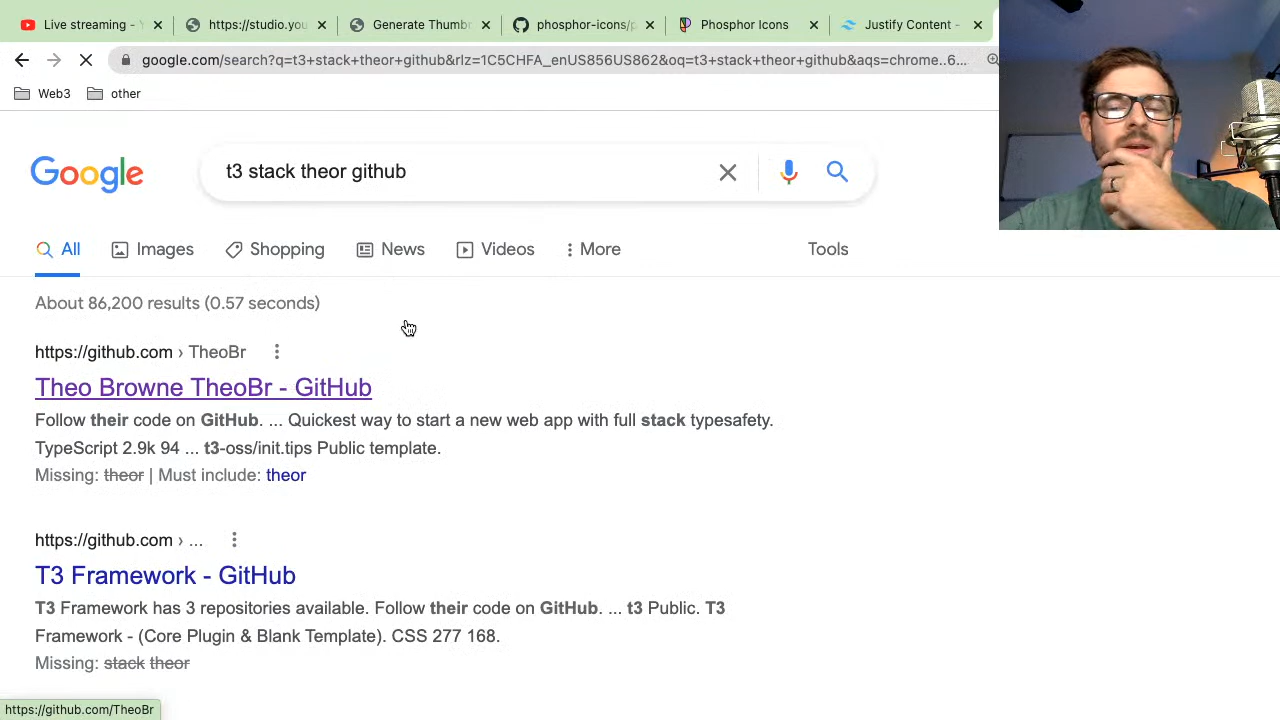 Live streaming - Y
https://studio.you
Generate Thumbn
phosphor-icons/p
Phosphor Icons
Justify Content -
google.com/search?q=t3+stack+theor+github&rlz=1C5CHFA_enUS856US862&oq=t3+stack+theor+github&aqs=chrome..6...
Web3
other
Google
t3 stack theor github
All
Images
Shopping
News
Videos
More
Tools
About 86,200 results (0.57 seconds)
https://github.com › TheoBr
Theo Browne TheoBr - GitHub
Follow their code on GitHub. ... Quickest way to start a new web app with full stack typesafety.
TypeScript 2.9k 94 ... t3-oss/init.tips Public template.
Missing: theor | Must include: theor
https://github.com › ...
T3 Framework - GitHub
T3 Framework has 3 repositories available. Follow their code on GitHub. ... t3 Public. T3
Framework - (Core Plugin & Blank Template). CSS 277 168.
Missing: stack theor
https://github.com/TheoBr